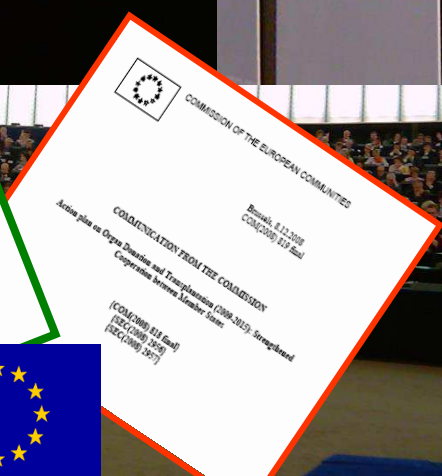 COMMISSION OF THE EUROPEAN COMMUNITIES
Brussels, 8.12.2008
COM(2008) 819 final
COMMUNICATION FROM THE COMMISSION
Action plan on Organ Donation and Transplantation (2009-2015): Strengthened
Cooperation between Member States
{COM(2008) 818 final}
{SEC(2008) 2956}
{SEC(2008) 2957}